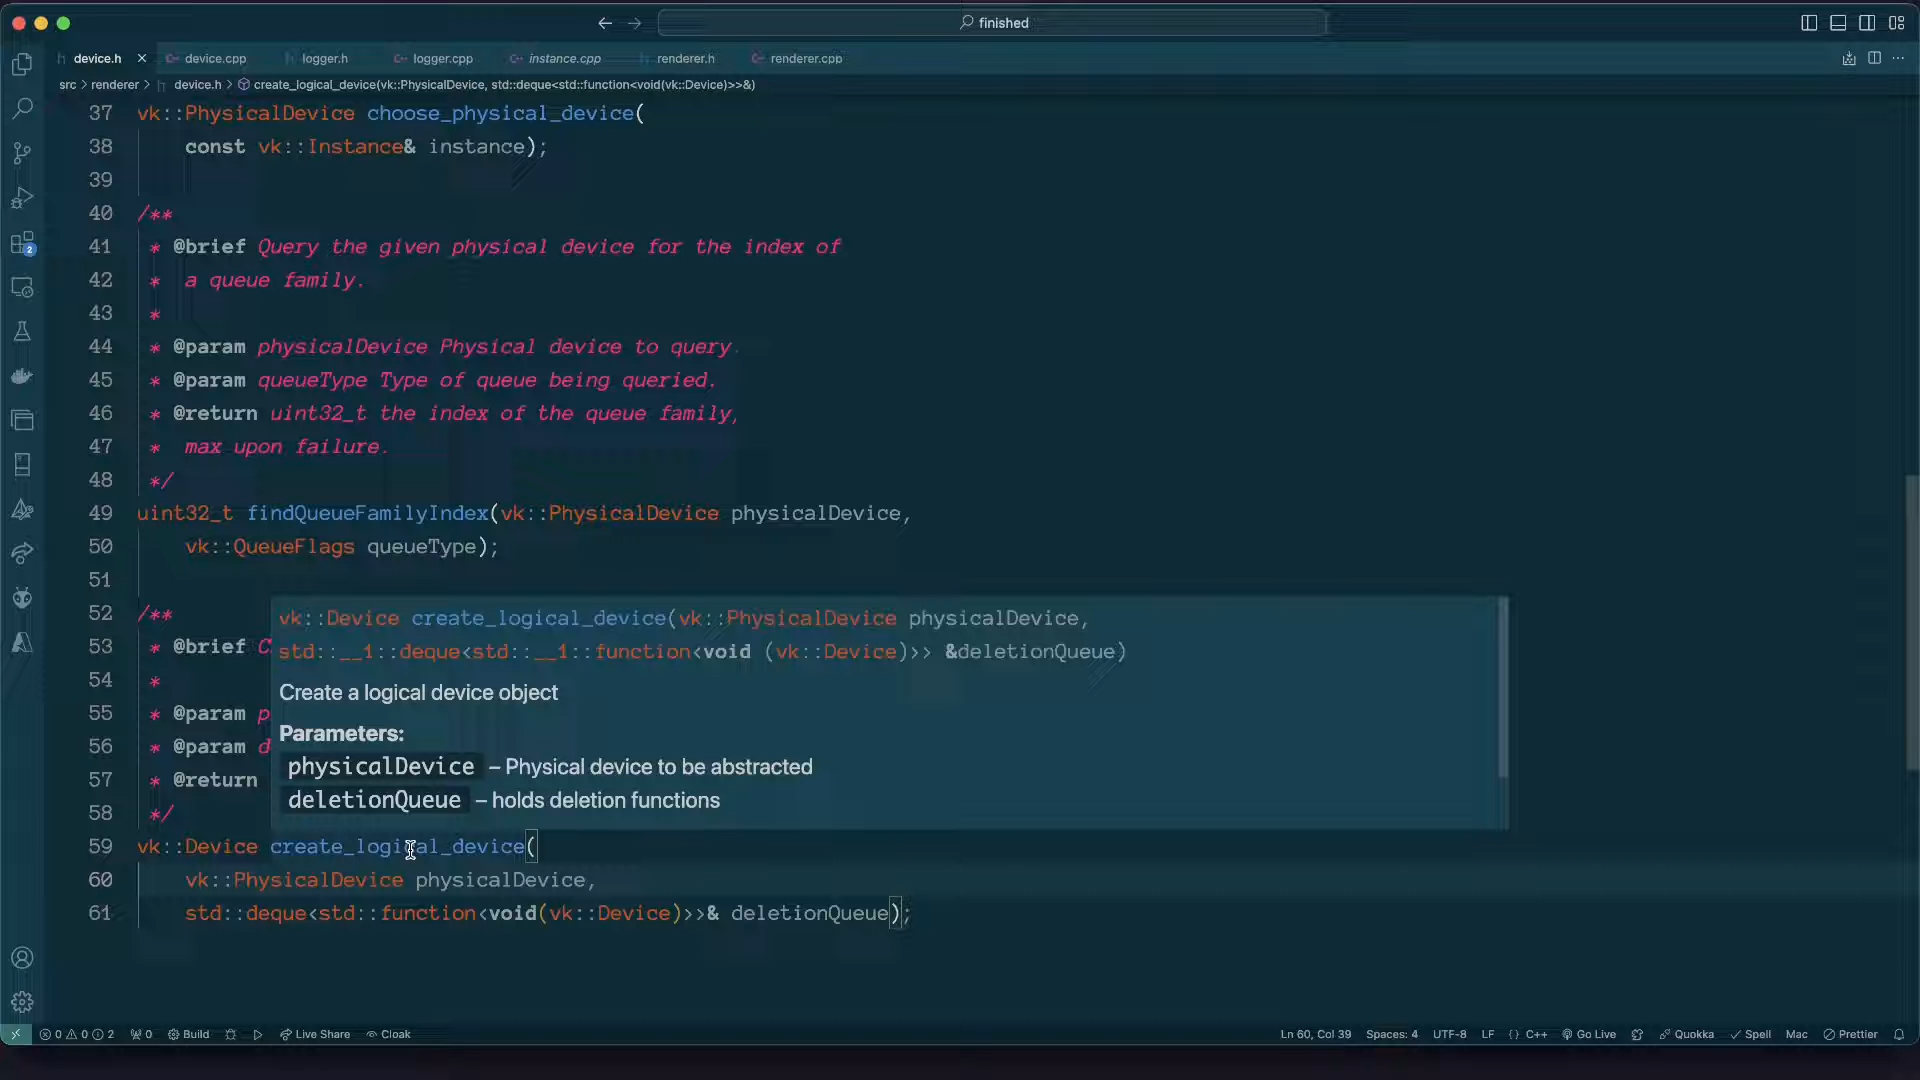 finished
device.h
device.cpp
logger.h
logger.cpp
instance.cpp
renderer.h
renderer.cpp
src > renderer > device.h > create_logical_device(vk::PhysicalDevice, std::deque<std::function<void(vk::Device)>>&)
37 vk::PhysicalDevice choose_physical_device(
38 const vk::Instance& instance);
39
40 /**
41 * @brief Query the given physical device for the index of
42 * a queue family.
43 *
44 * @param physicalDevice Physical device to query.
45 * @param queueType Type of queue being queried.
46 * @return uint32_t the index of the queue family,
47 * max upon failure.
48 */
49 uint32_t findQueueFamilyIndex(vk::PhysicalDevice physicalDevice,
50 vk::QueueFlags queueType);
51
52 /**
53 * @brief C
54 *
55 * @param p
56 * @param d
57 * @return
58 */
vk::Device create_logical_device(vk::PhysicalDevice physicalDevice,
std::__1::deque<std::__1::function<void (vk::Device)>> &deletionQueue)
Create a logical device object
Parameters:
physicalDevice – Physical device to be abstracted
deletionQueue – holds deletion functions
59 vk::Device create_logical_device(
60 vk::PhysicalDevice physicalDevice,
61 std::deque<std::function<void(vk::Device)>>& deletionQueue);
2
0 0 2 0 Build Live Share Cloak Ln 60, Col 39 Spaces: 4 UTF-8 LF {} C++ Go Live Quokka Spell Mac Prettier